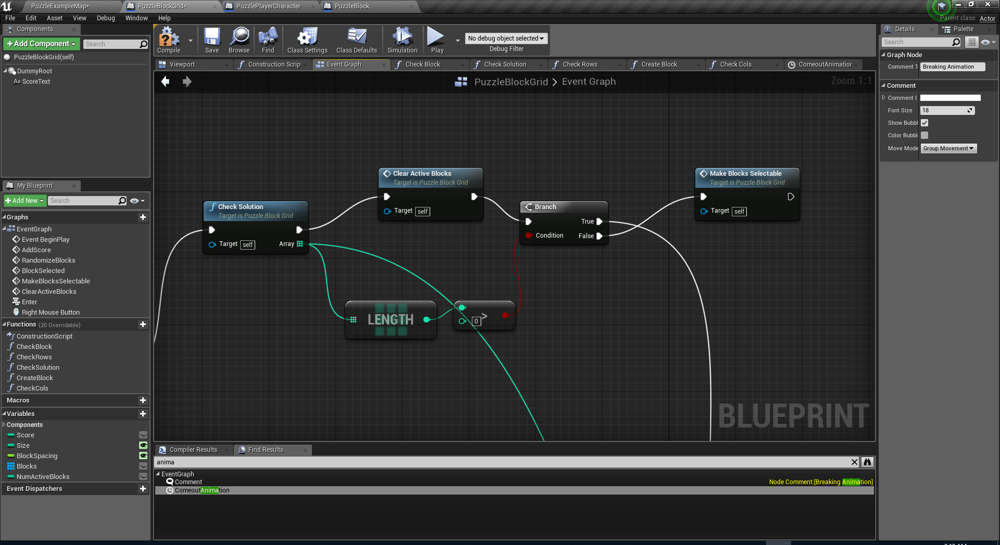 PuzzleExampleMap*
PuzzleBlockGrid*
PuzzlePlayerCharacter
PuzzleBlock
File Edit Asset View Debug Window Help
Parent class: Actor
Components
+ Add Component
Search
PuzzleBlockGrid(self)
DummyRoot
Aa ScoreText
Compile
Save
Browse
Find
Class Settings
Class Defaults
Simulation
Play
No debug object selected
Debug Filter
Viewport
Construction Scrip
Event Graph
Check Block
Check Solution
Check Rows
Create Block
Check Cols
ComeoutAnimation
PuzzleBlockGrid > Event Graph
Zoom 1:1
My Blueprint
+ Add New
Search
Graphs
EventGraph
Event BeginPlay
AddScore
RandomizeBlocks
BlockSelected
MakeBlocksSelectable
ClearActiveBlocks
Enter
Right Mouse Button
Functions (20 Overridable)
ConstructionScript
CheckBlock
CheckRows
CheckSolution
CreateBlock
CheckCols
Macros
Variables
Components
Score
Size
BlockSpacing
Blocks
NumActiveBlocks
Event Dispatchers
Check Solution
Target is Puzzle Block Grid
Target self
Array
Clear Active Blocks
Target is Puzzle Block Grid
Target self
Branch
True
Condition
False
Make Blocks Selectable
Target is Puzzle Block Grid
Target self
LENGTH
>
0
BLUEPRINT
Compiler Results
Find Results
anima
EventGraph
Comment
Node Comment:[Breaking Animation]
ComeoutAnimation
Details
Palette
Search
Graph Node
Comment T
Breaking Animation
Comment
Comment C
Font Size
18
Show Bubbl
Color Bubbl
Move Mode
Group Movement